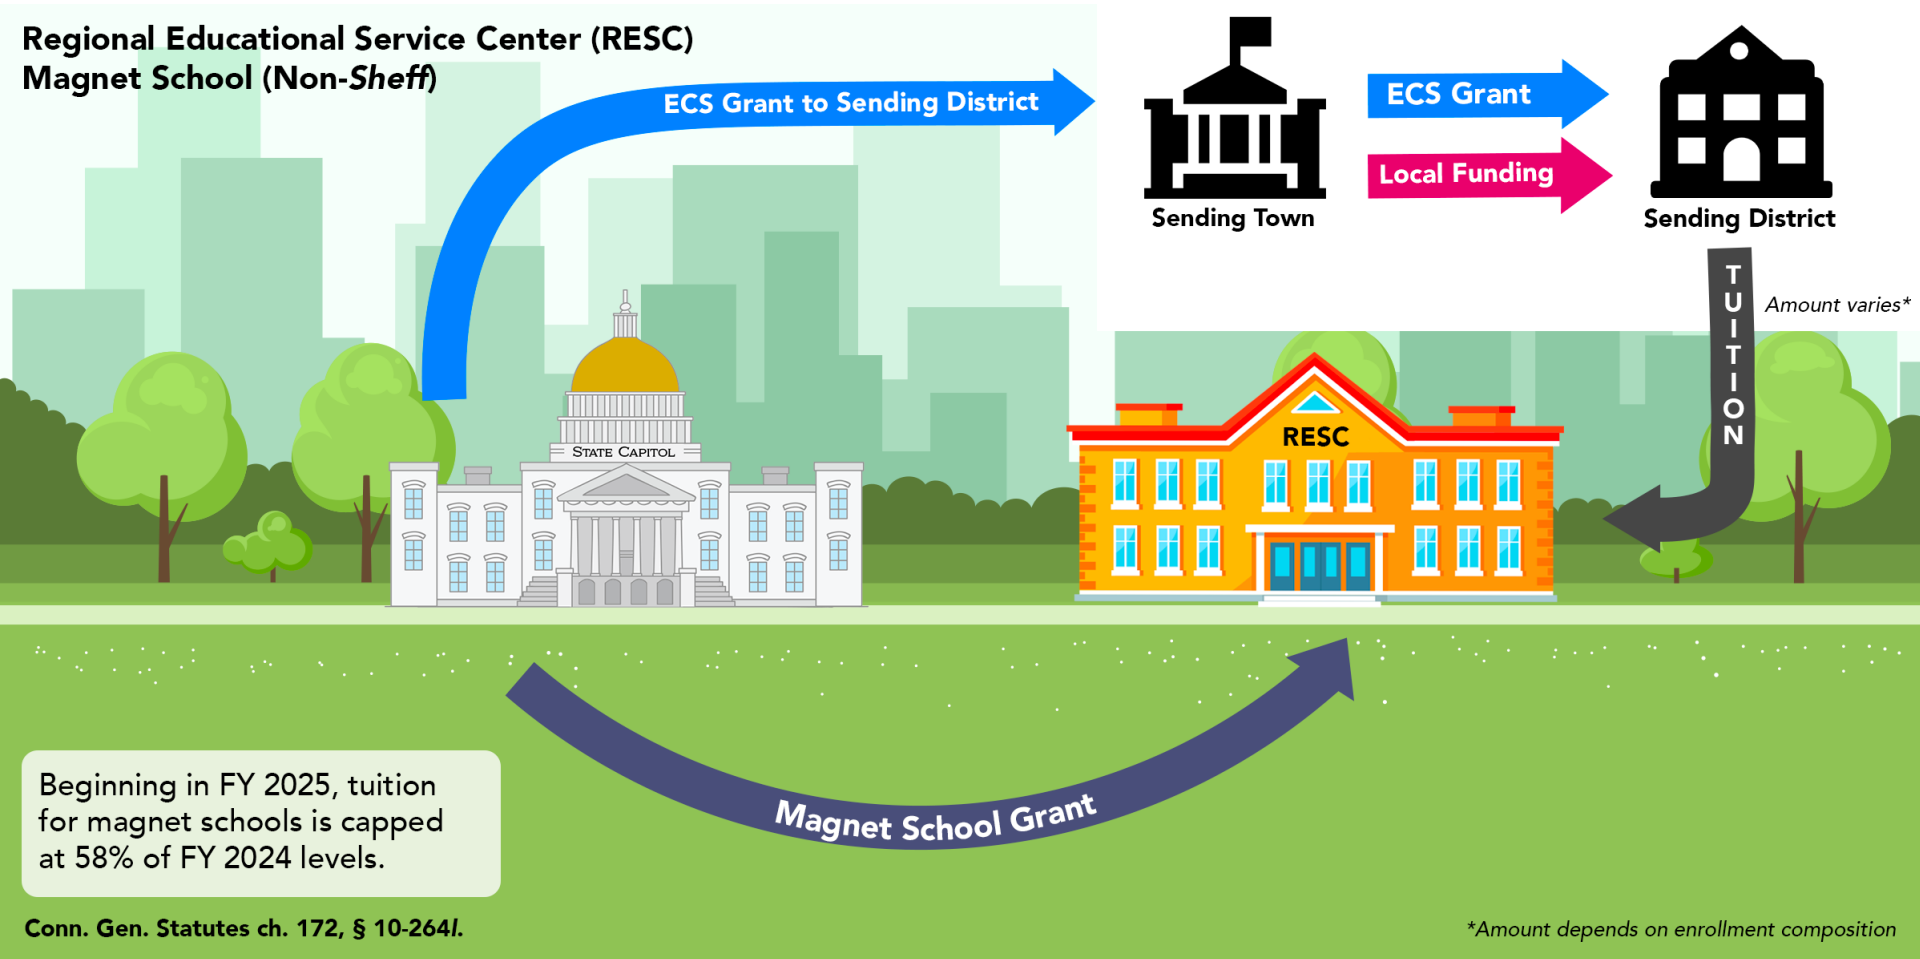 Regional Educational Service Center (RESC)
Magnet School (Non-Sheff)
ECS Grant to Sending District
ECS Grant
Local Funding
Sending Town
Sending District
TUITION
Amount varies*
STATE CAPITOL
RESC
Magnet School Grant
Beginning in FY 2025, tuition
for magnet schools is capped
at 58% of FY 2024 levels.
Conn. Gen. Statutes ch. 172, § 10-264l.
*Amount depends on enrollment composition